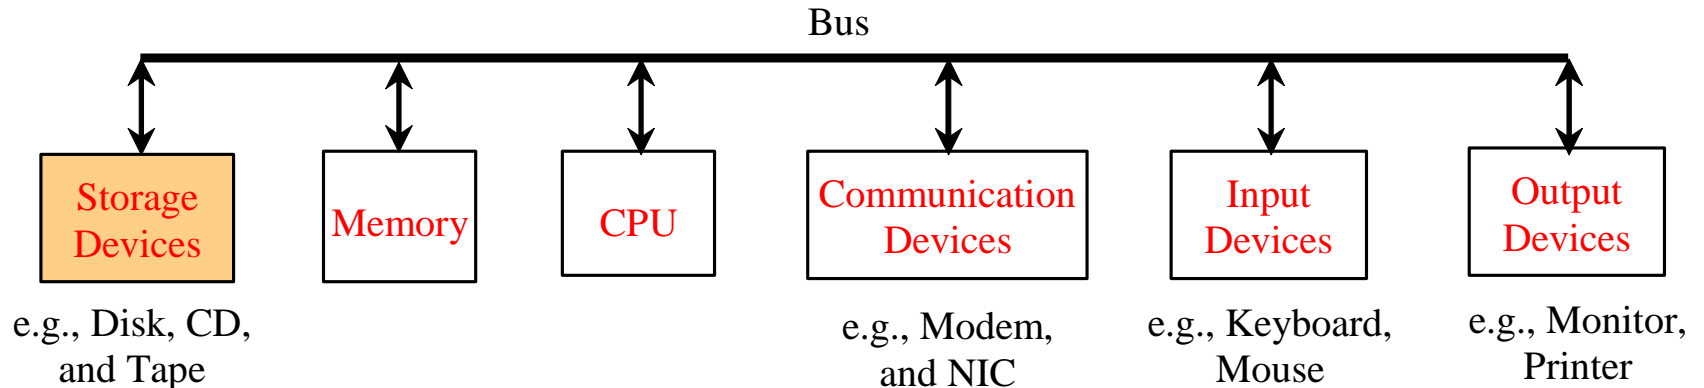 Bus
Storage
Devices
Memory
CPU
Communication
Devices
Input
Devices
Output
Devices
e.g., Disk, CD,
and Tape
e.g., Modem,
and NIC
e.g., Keyboard,
Mouse
e.g., Monitor,
Printer